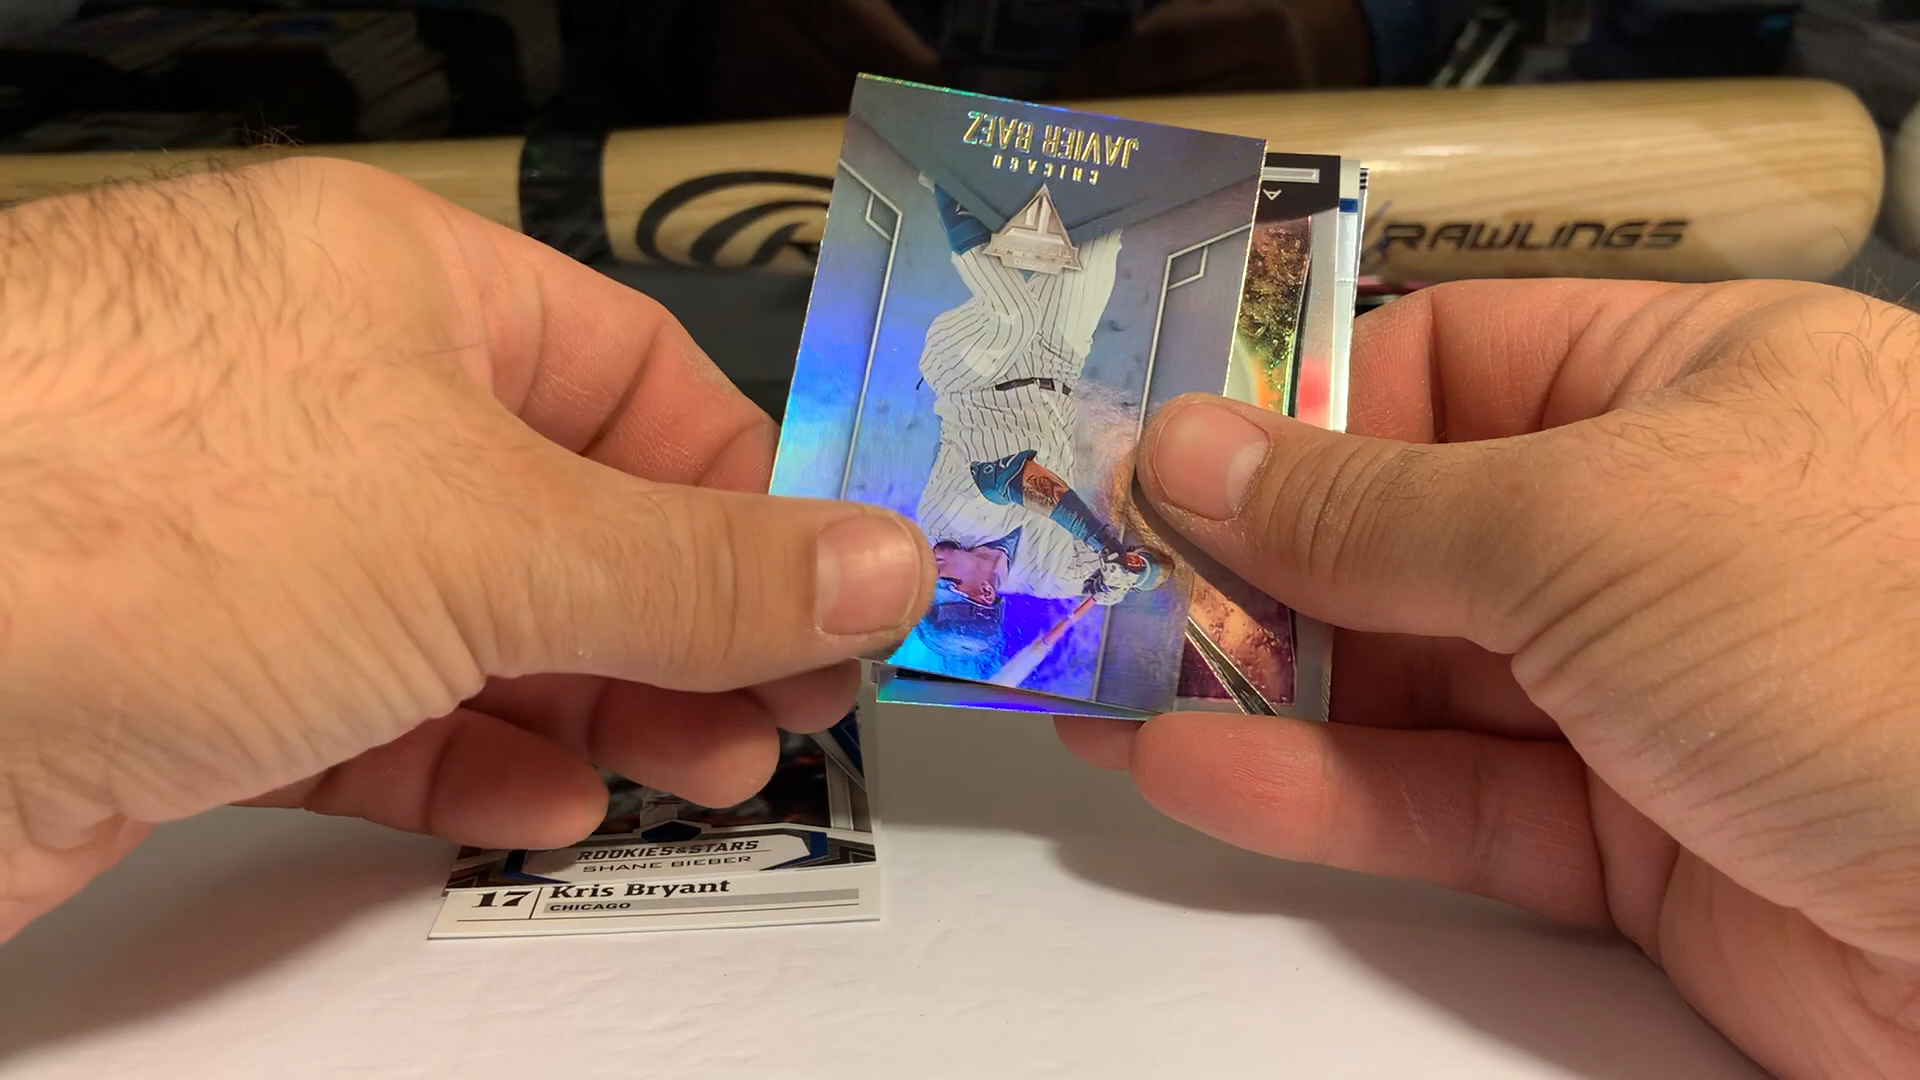 JAVIER BAEZ
CHICAGO
RAWLINGS
ROOKIES & STARS
SHANE BIEBER
17 Kris Bryant
CHICAGO